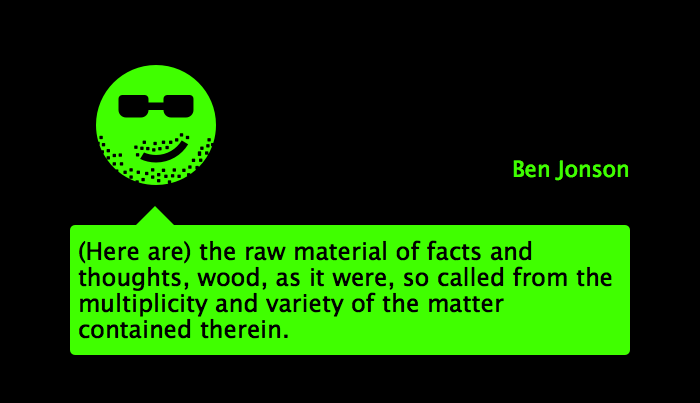 Ben Jonson
(Here are) the raw material of facts and
thoughts, wood, as it were, so called from the
multiplicity and variety of the matter
contained therein.